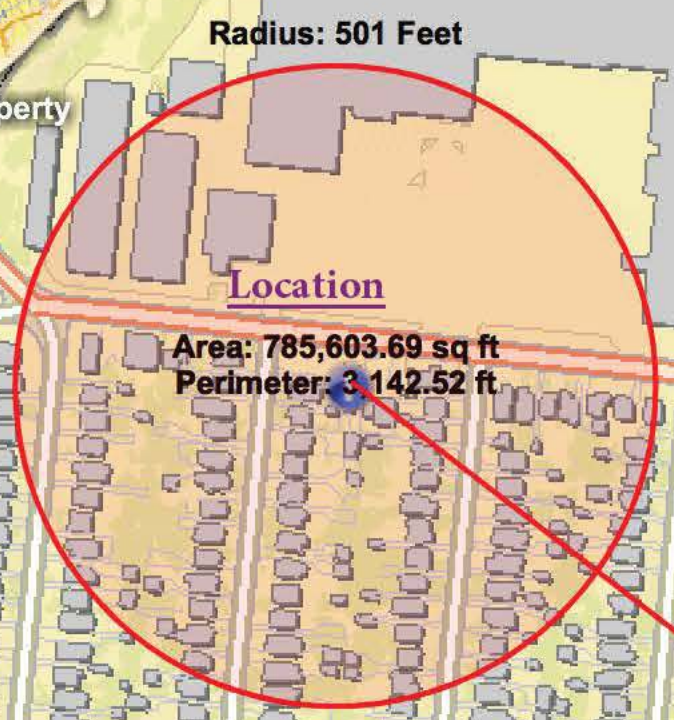 Radius: 501 Feet
perty
Location
Area: 785,603.69 sq ft
Perimeter: 3,142.52 ft